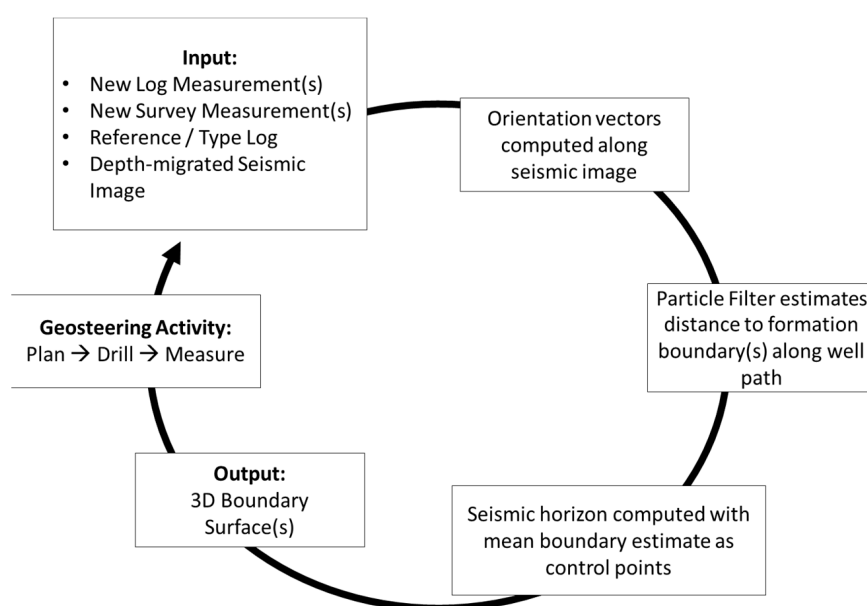 Input:
• New Log Measurement(s)
• New Survey Measurement(s)
• Reference / Type Log
• Depth-migrated Seismic
Image
Orientation vectors
computed along
seismic image
Particle Filter estimates
distance to formation
boundary(s) along well
path
Seismic horizon computed with
mean boundary estimate as
control points
Output:
3D Boundary
Surface(s)
Geosteering Activity:
Plan → Drill → Measure